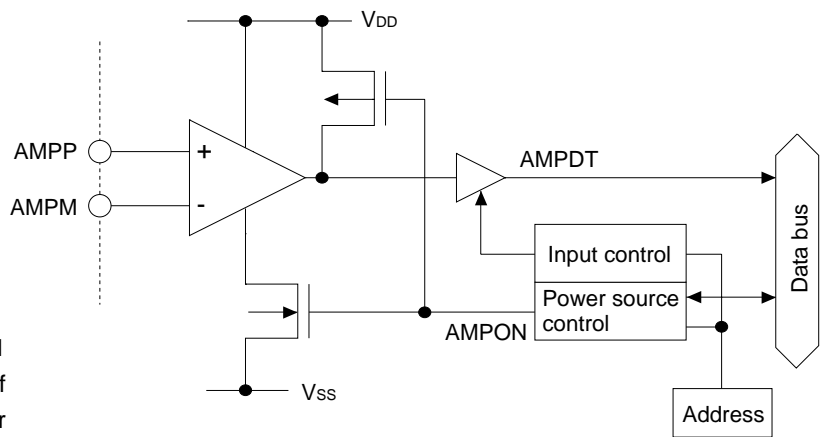 VDD
AMPP
+
AMPDT
AMPM
-
Input control
Data bus
Power source
control
AMPON
l
f
VSS
r
Address